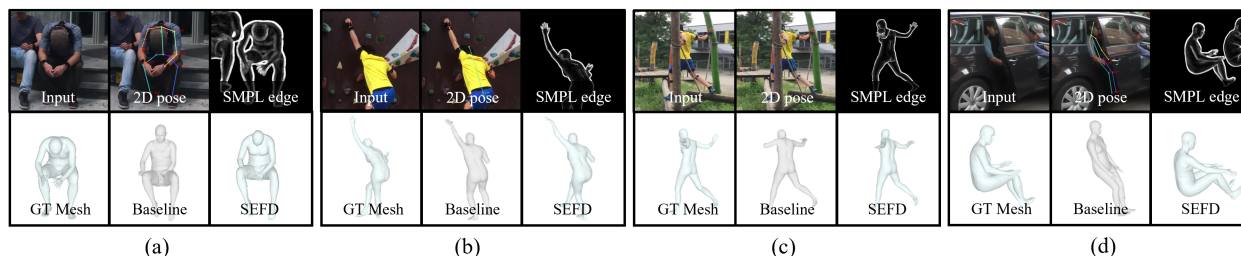 Input 2D pose SMPL edge
GT Mesh Baseline SEFD
(a)
Input 2D pose SMPL edge
GT Mesh Baseline SEFD
(b)
Input 2D pose SMPL edge
GT Mesh Baseline SEFD
(c)
Input 2D pose SMPL edge
GT Mesh Baseline SEFD
(d)